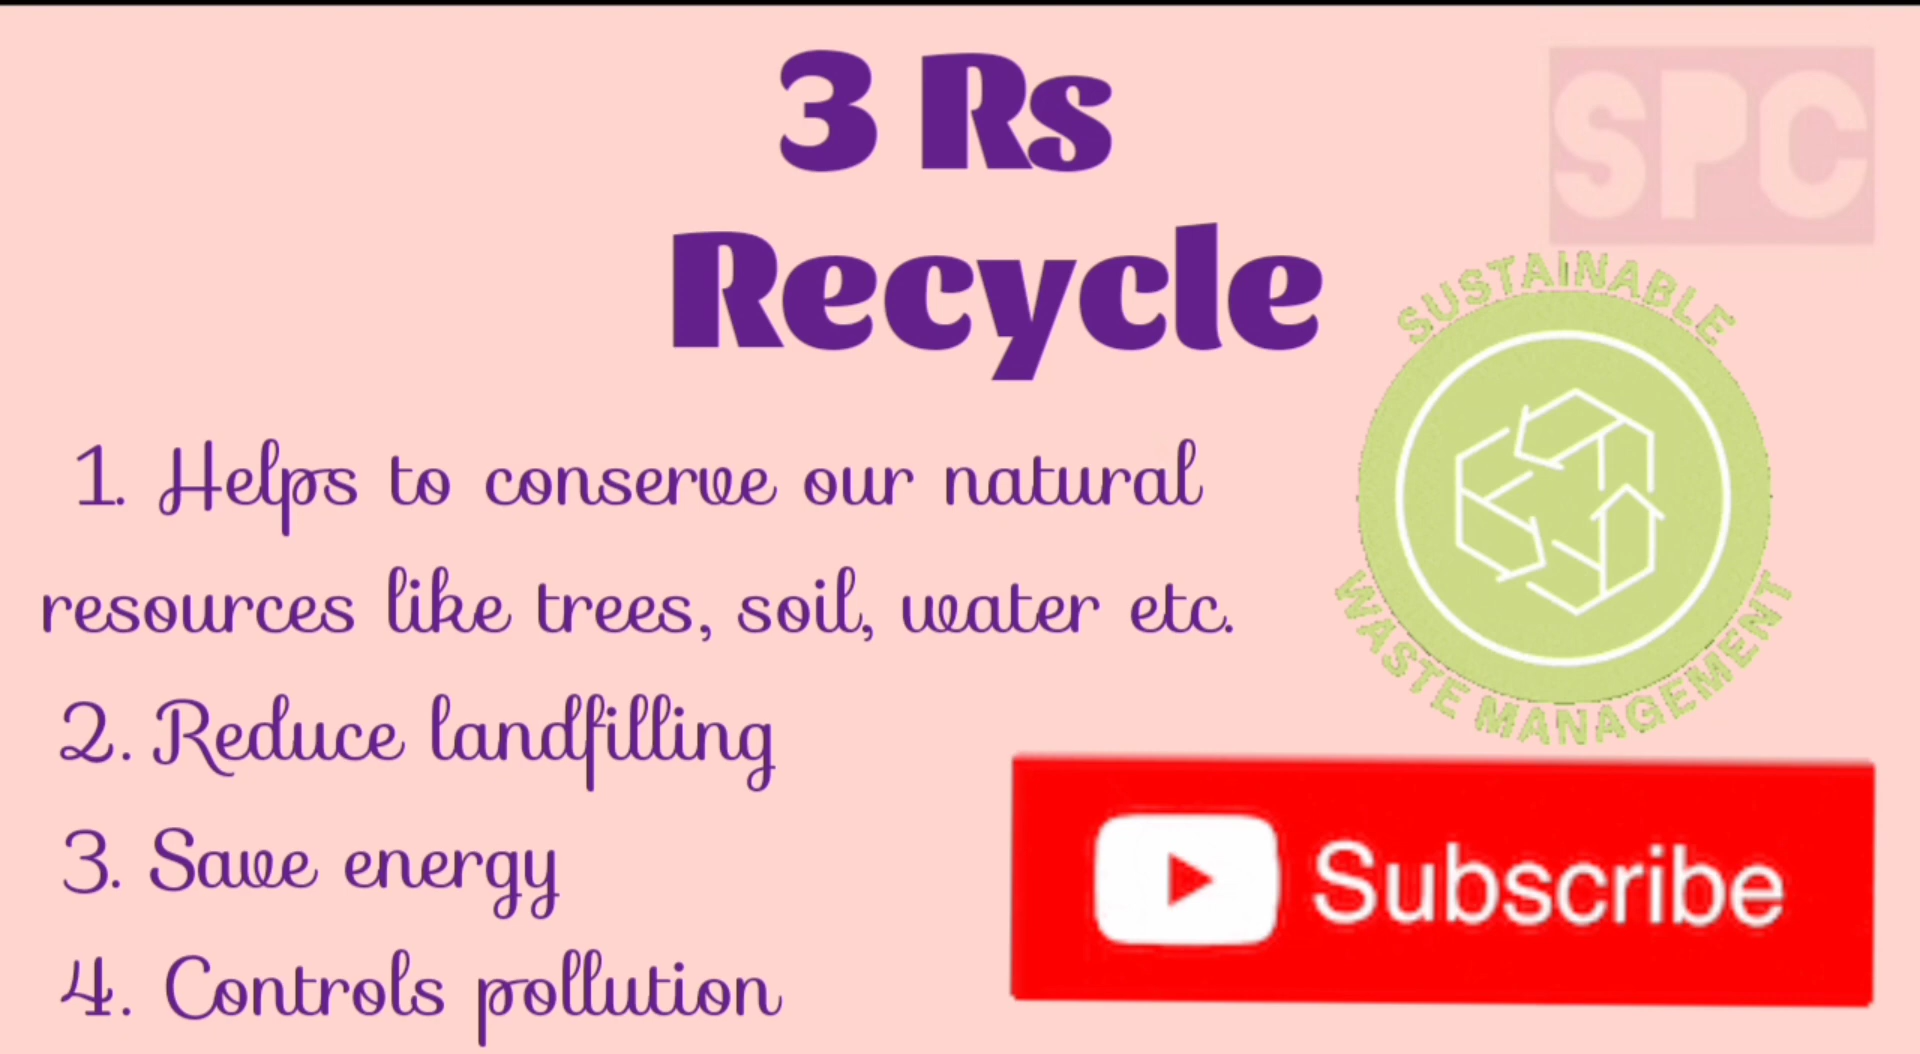 3 Rs
SPC
Recycle
SUSTAINABLE
WASTE MANAGEMENT
1. Helps to conserve our natural
resources like trees, soil, water etc.
2. Reduce landfilling
3. Save energy
4. Controls pollution
Subscribe